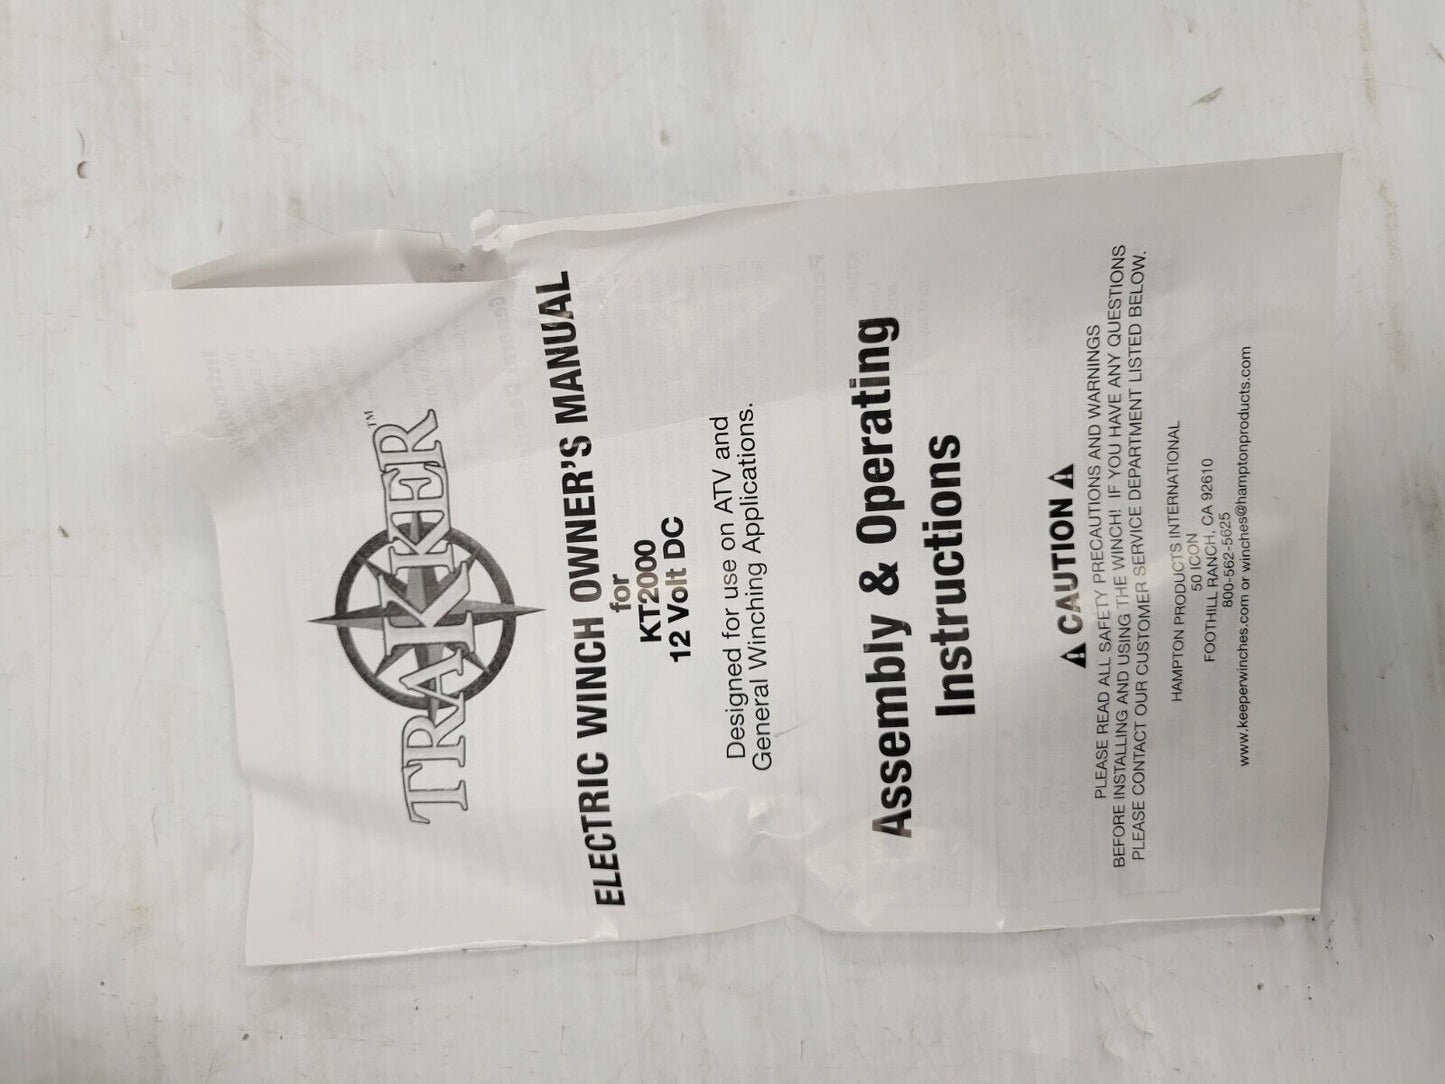 TRAKKER™
ELECTRIC WINCH OWNER'S MANUAL
for
KT2000
12 Volt DC
Designed for use on ATV and
General Winching Applications.
Assembly & Operating
Instructions
⚠ CAUTION ⚠
PLEASE READ ALL SAFETY PRECAUTIONS AND WARNINGS
BEFORE INSTALLING AND USING THE WINCH! IF YOU HAVE ANY QUESTIONS
PLEASE CONTACT OUR CUSTOMER SERVICE DEPARTMENT LISTED BELOW.
HAMPTON PRODUCTS INTERNATIONAL
50 ICON
FOOTHILL RANCH, CA 92610
800-562-5625
www.keeperwinches.com or winches@hamptonproducts.com